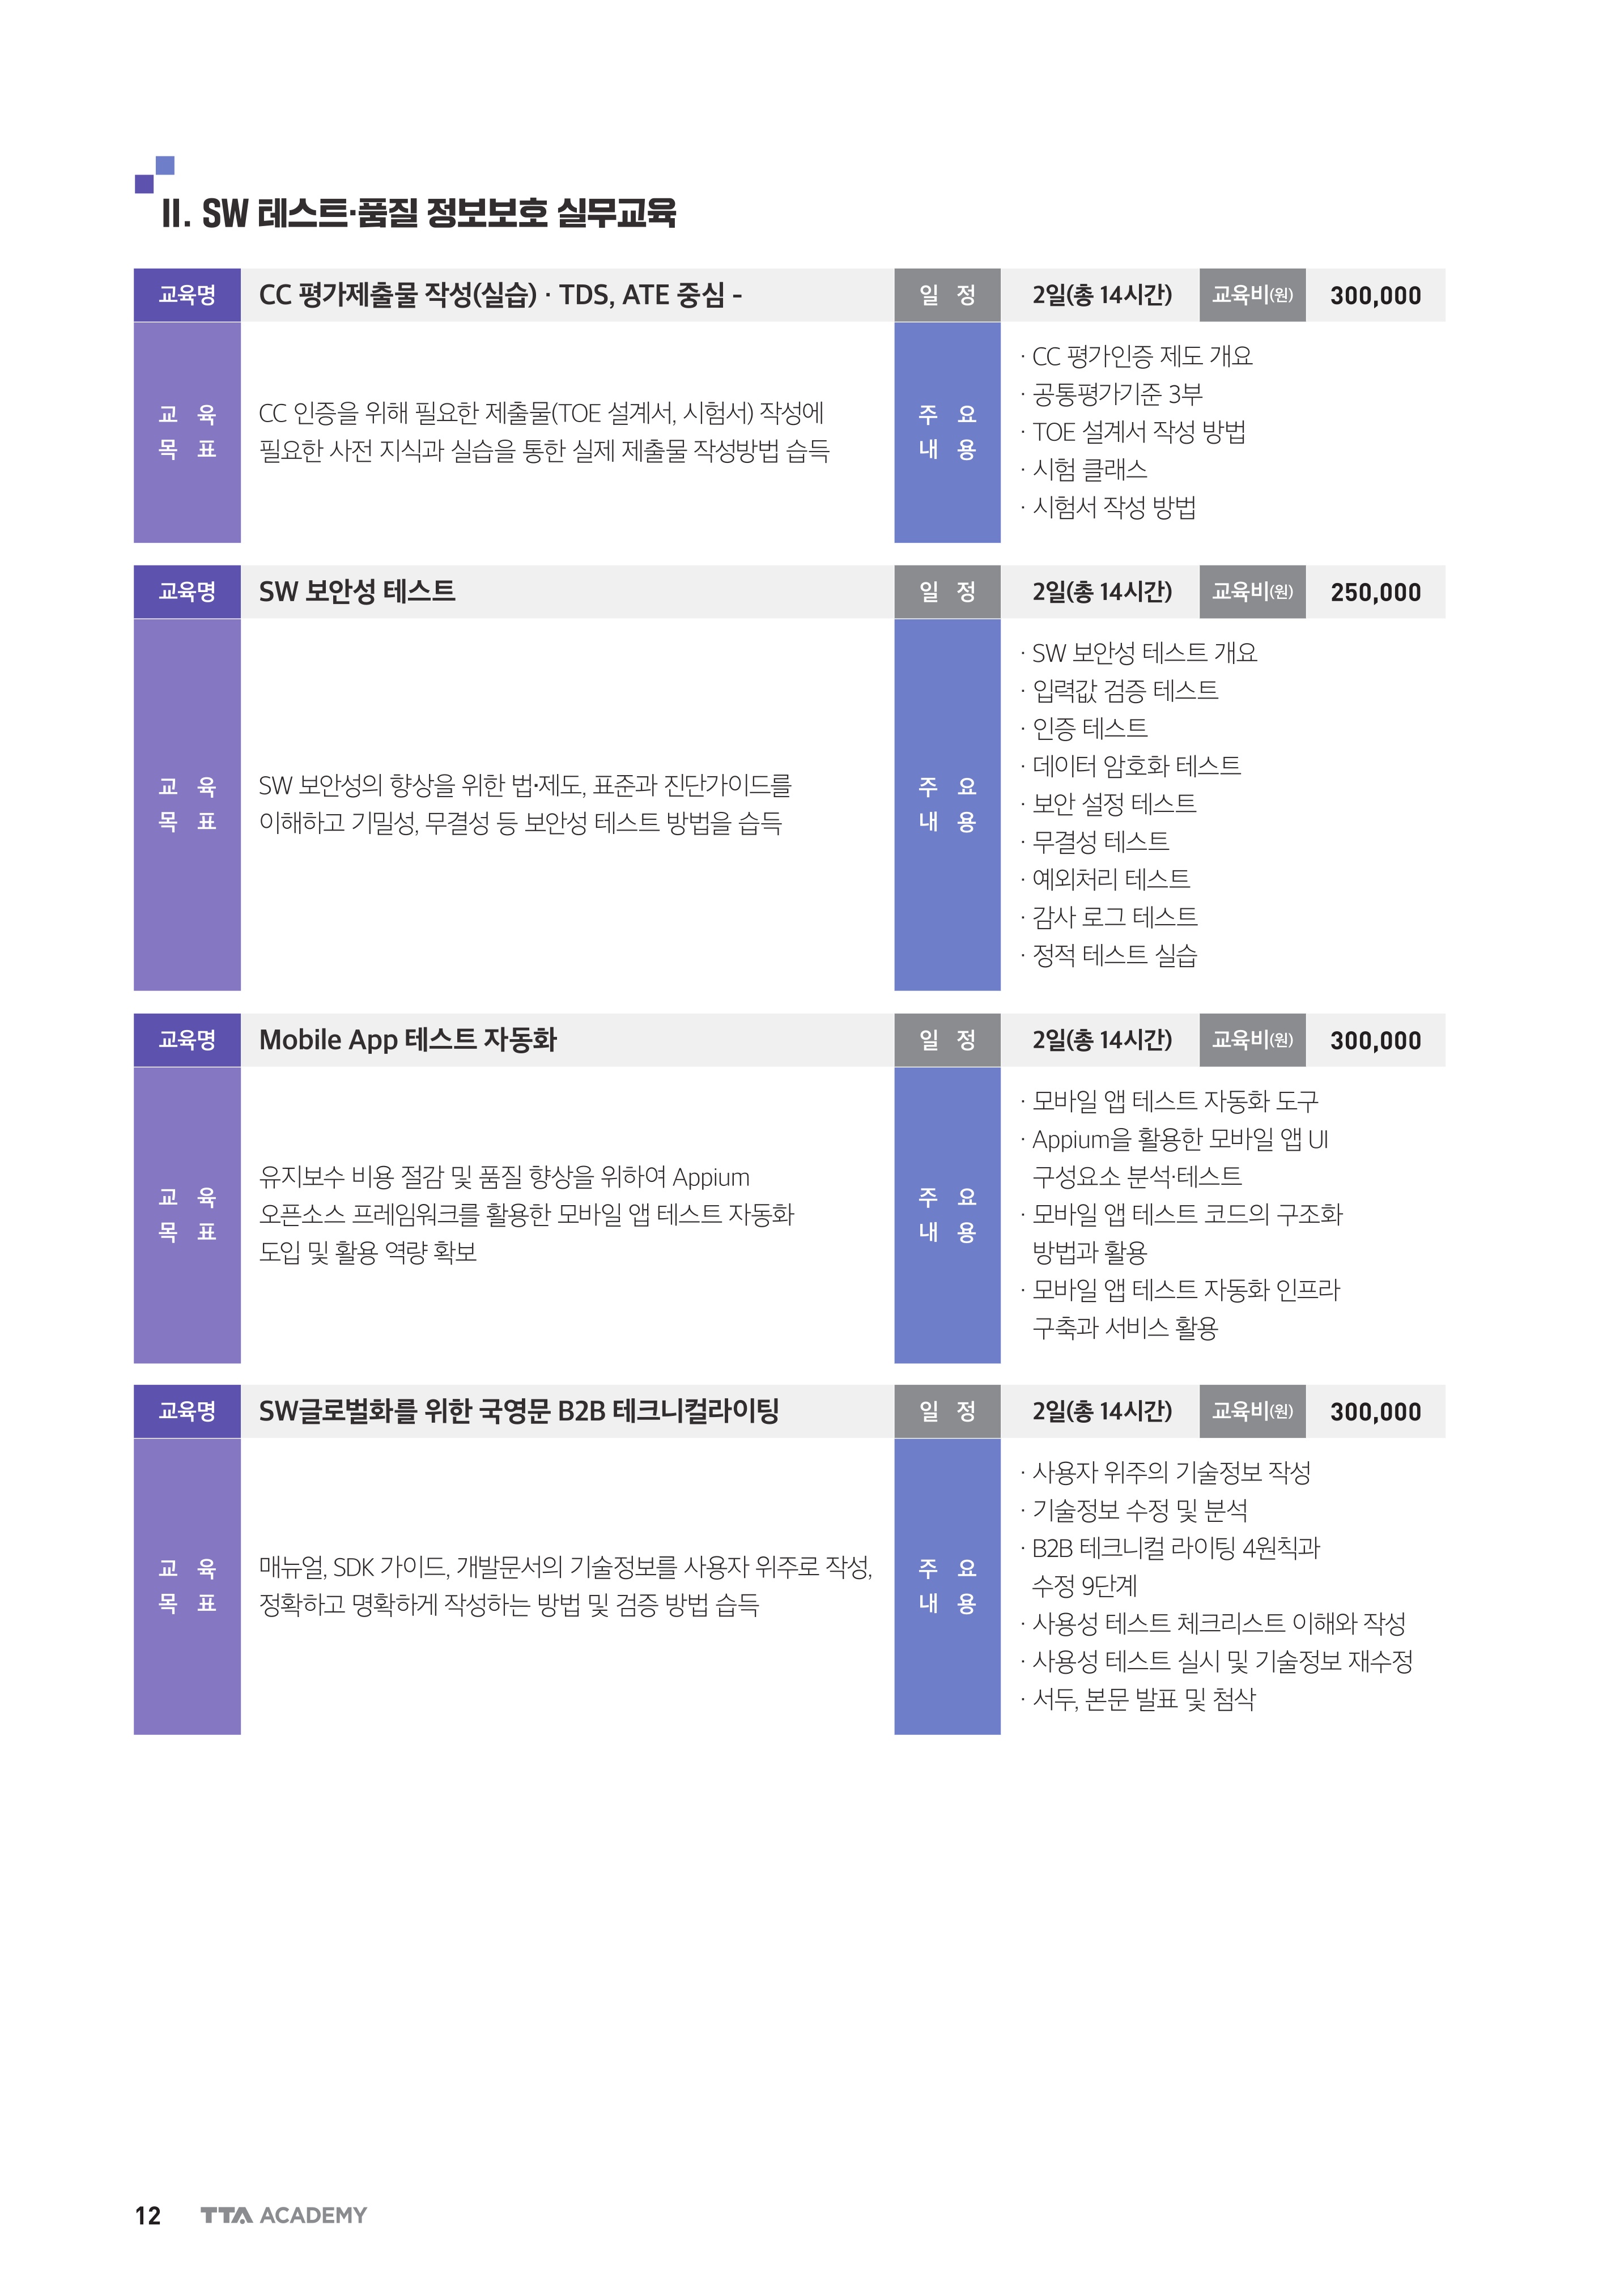 II. SW 테스트·품질 정보보호 실무교육
교육명 CC 평가제출물 작성(실습) · TDS, ATE 중심 - 일 정 2일(총 14시간) 교육비(원) 300,000
교 육
목 표
CC 인증을 위해 필요한 제출물(TOE 설계서, 시험서) 작성에
필요한 사전 지식과 실습을 통한 실제 제출물 작성방법 습득
주 요
내 용
· CC 평가인증 제도 개요
· 공통평가기준 3부
· TOE 설계서 작성 방법
· 시험 클래스
· 시험서 작성 방법
교육명 SW 보안성 테스트 일 정 2일(총 14시간) 교육비(원) 250,000
교 육
목 표
SW 보안성의 향상을 위한 법·제도, 표준과 진단가이드를
이해하고 기밀성, 무결성 등 보안성 테스트 방법을 습득
주 요
내 용
· SW 보안성 테스트 개요
· 입력값 검증 테스트
· 인증 테스트
· 데이터 암호화 테스트
· 보안 설정 테스트
· 무결성 테스트
· 예외처리 테스트
· 감사 로그 테스트
· 정적 테스트 실습
교육명 Mobile App 테스트 자동화 일 정 2일(총 14시간) 교육비(원) 300,000
교 육
목 표
유지보수 비용 절감 및 품질 향상을 위하여 Appium
오픈소스 프레임워크를 활용한 모바일 앱 테스트 자동화
도입 및 활용 역량 확보
주 요
내 용
· 모바일 앱 테스트 자동화 도구
· Appium을 활용한 모바일 앱 UI
구성요소 분석·테스트
· 모바일 앱 테스트 코드의 구조화
방법과 활용
· 모바일 앱 테스트 자동화 인프라
구축과 서비스 활용
교육명 SW글로벌화를 위한 국영문 B2B 테크니컬라이팅 일 정 2일(총 14시간) 교육비(원) 300,000
교 육
목 표
매뉴얼, SDK 가이드, 개발문서의 기술정보를 사용자 위주로 작성,
정확하고 명확하게 작성하는 방법 및 검증 방법 습득
주 요
내 용
· 사용자 위주의 기술정보 작성
· 기술정보 수정 및 분석
· B2B 테크니컬 라이팅 4원칙과
수정 9단계
· 사용성 테스트 체크리스트 이해와 작성
· 사용성 테스트 실시 및 기술정보 재수정
· 서두, 본문 발표 및 첨삭
12 TTA ACADEMY